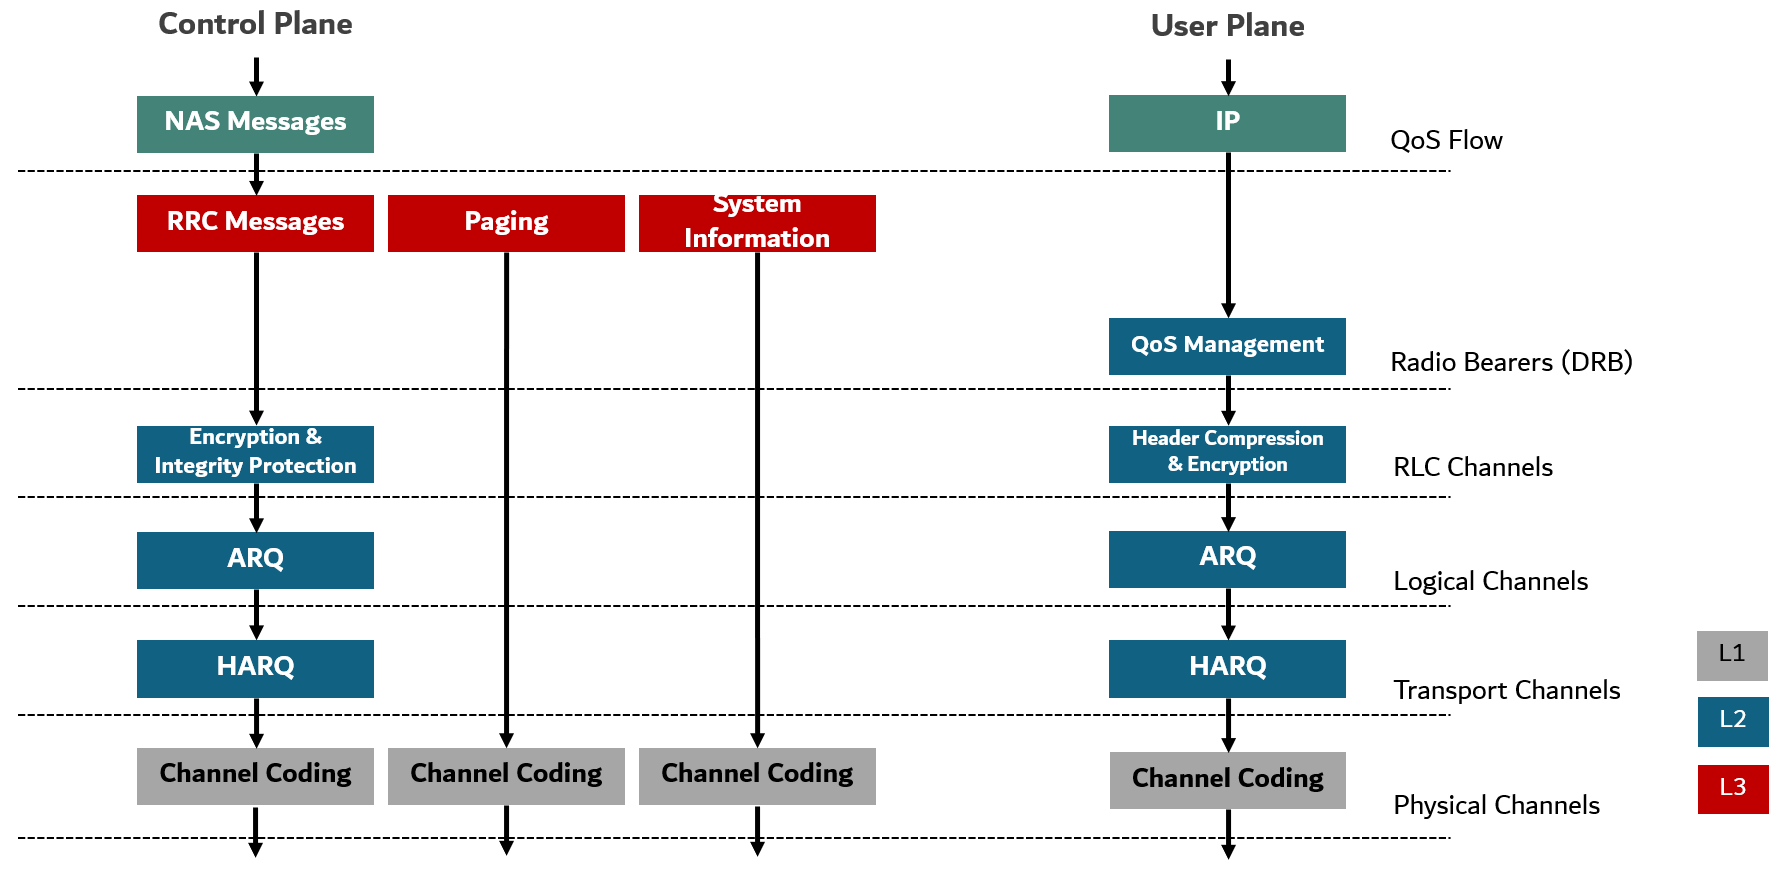 Control Plane
User Plane
NAS Messages
IP
QoS Flow
RRC Messages
Paging
System
Information
QoS Management
Radio Bearers (DRB)
Encryption &
Integrity Protection
Header Compression
& Encryption
RLC Channels
ARQ
ARQ
Logical Channels
HARQ
HARQ
Transport Channels
L1
L2
L3
Channel Coding
Channel Coding
Channel Coding
Channel Coding
Physical Channels